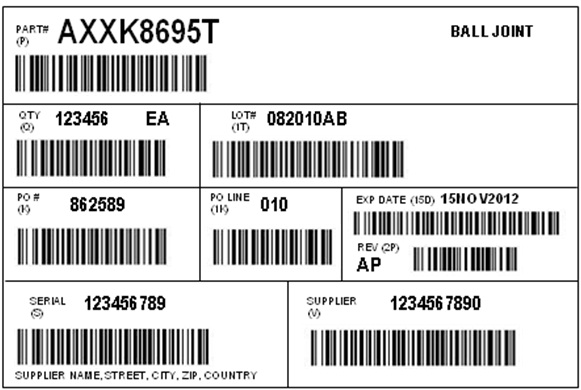 PART# AXXK8695T BALL JOINT
(P)
QTY 123456 EA LOT# 082010AB
(Q) (1T)
PO # 862589 PO LINE 010 EXP DATE (15D) 15NOV2012
(K) (1K)
REV (2P)
AP
SERIAL 123456789 SUPPLIER 1234567890
(S) (V)
SUPPLIER NAME, STREET, CITY, ZIP, COUNTRY